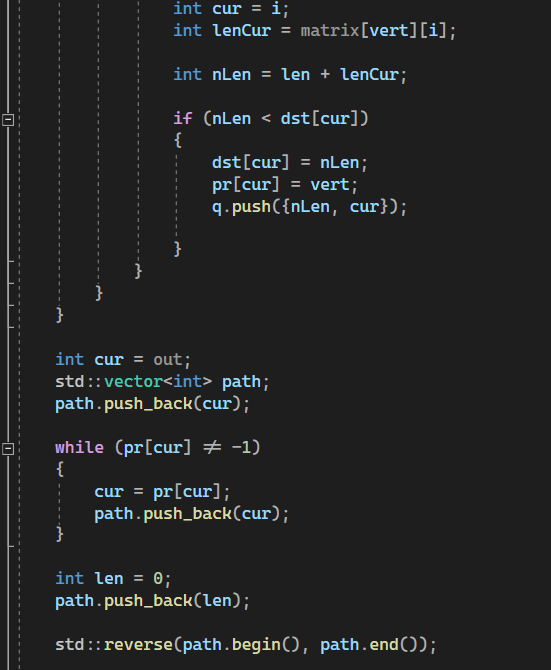 int cur = i;
int lenCur = matrix[vert][i];
int nLen = len + lenCur;
if (nLen < dst[cur])
{
dst[cur] = nLen;
pr[cur] = vert;
q.push({nLen, cur});
}
}
}
}
int cur = out;
std::vector<int> path;
path.push_back(cur);
while (pr[cur] ≠ -1)
{
cur = pr[cur];
path.push_back(cur);
}
int len = 0;
path.push_back(len);
std::reverse(path.begin(), path.end());